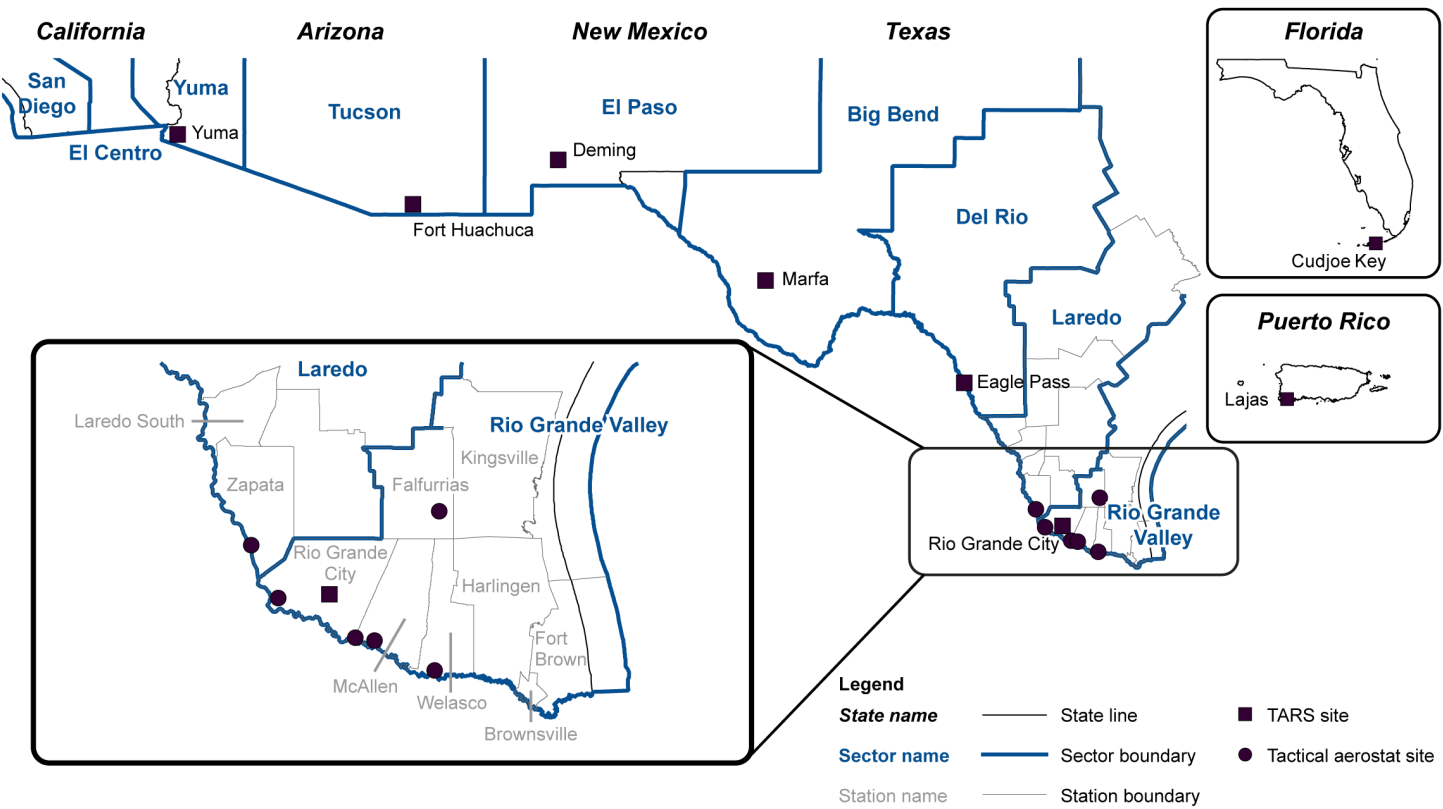 California
Arizona
New Mexico
Texas
Florida
San
Diego
Yuma
Yuma
El Centro
Tucson
El Paso
Big Bend
Deming
Fort Huachuca
Del Rio
Marfa
Cudjoe Key
Laredo
Puerto Rico
Eagle Pass
Lajas
Laredo
Laredo South
Rio Grande Valley
Kingsville
Zapata
Falfurrias
Rio Grande
City
Harlingen
Fort
Brown
McAllen
Welasco
Brownsville
Rio Grande
Valley
Rio Grande City
Legend
State name
State line
TARS site
Sector name
Sector boundary
Tactical aerostat site
Station name
Station boundary